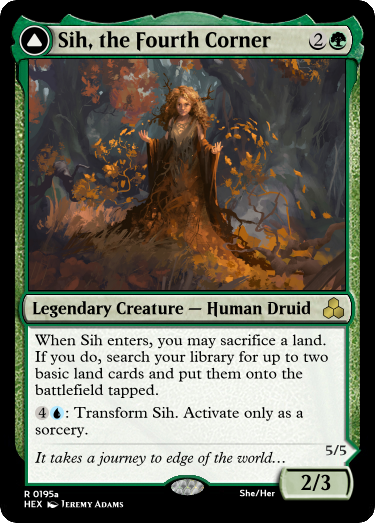 Sih, the Fourth Corner 2
Legendary Creature — Human Druid
When Sih enters, you may sacrifice a land.
If you do, search your library for up to two
basic land cards and put them onto the
battlefield tapped.
4: Transform Sih. Activate only as a
sorcery.
5/5
It takes a journey to edge of the world…
2/3
R 0195a
She/Her
HEX Jeremy Adams